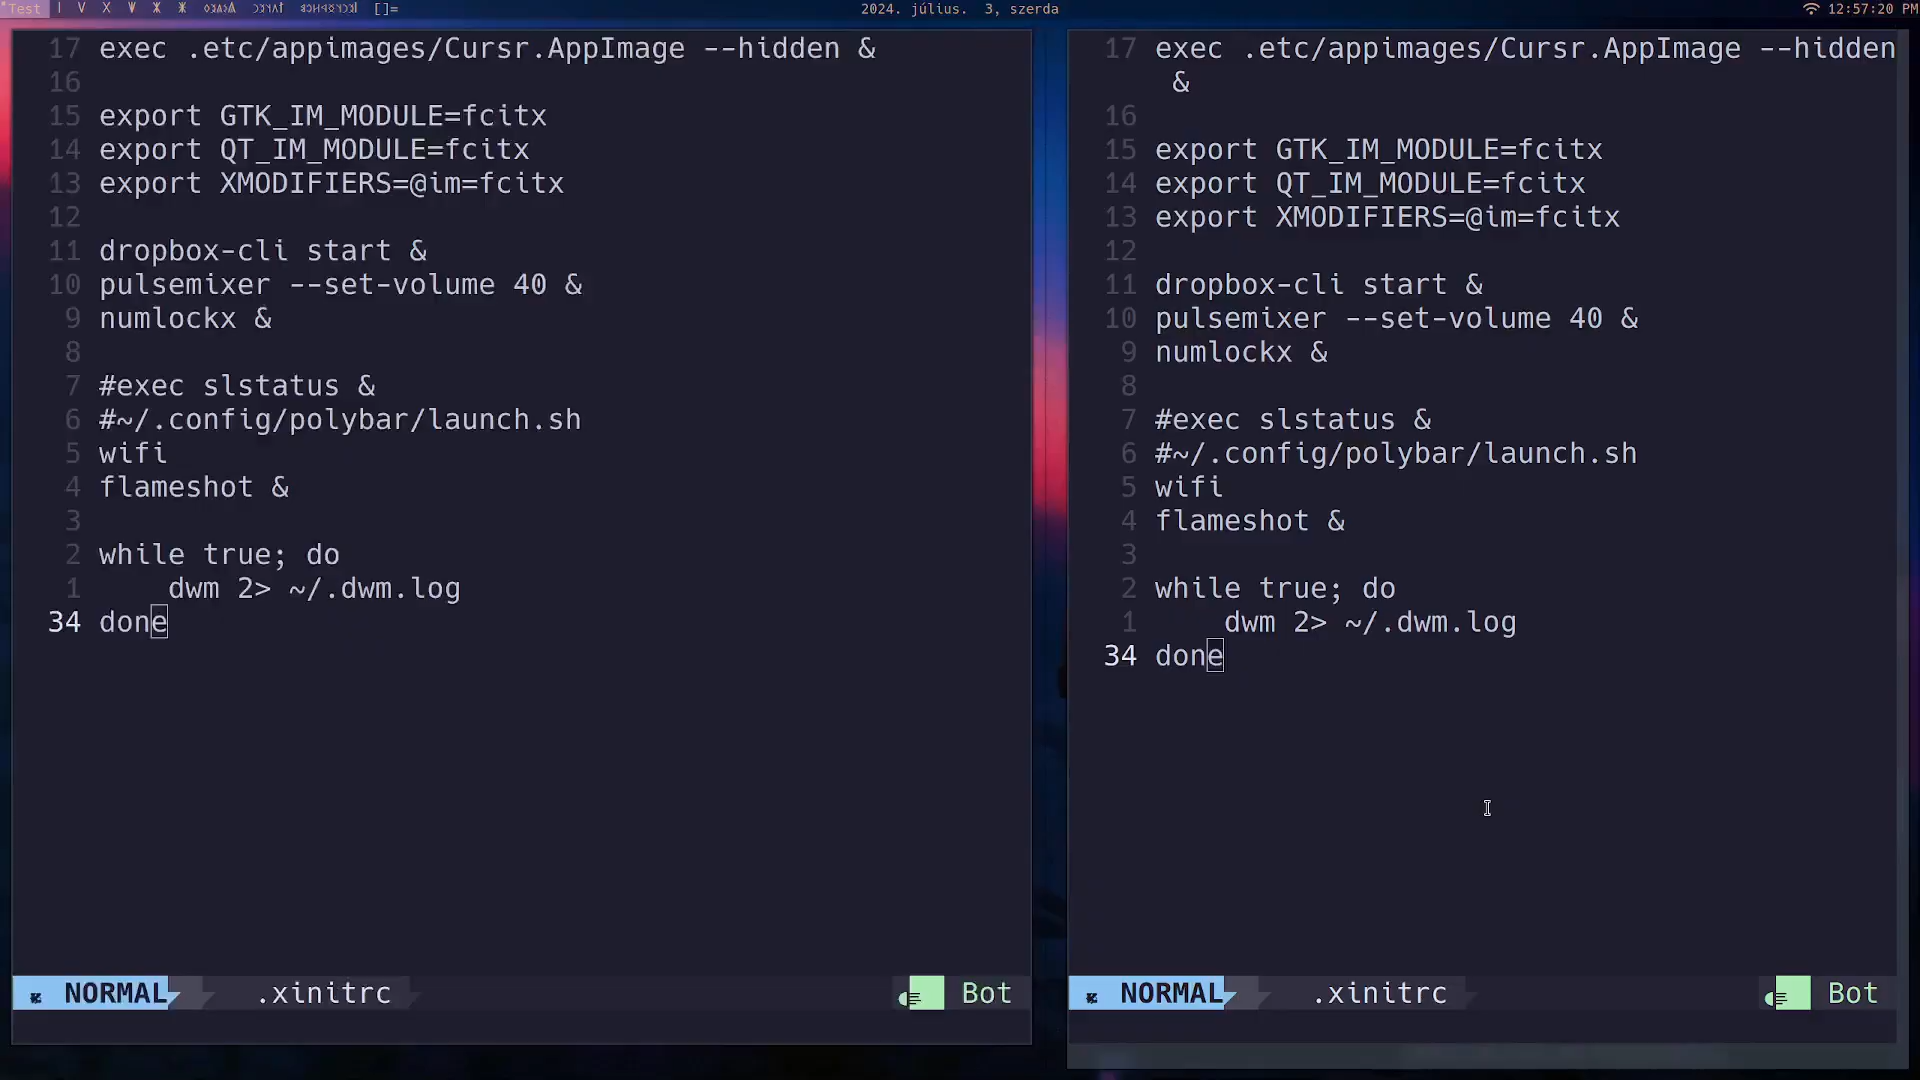 Test I V X []= 2024. július. 3, szerda 12:57:20 PM
17 exec .etc/appimages/Cursr.AppImage --hidden &
16
15 export GTK_IM_MODULE=fcitx
14 export QT_IM_MODULE=fcitx
13 export XMODIFIERS=@im=fcitx
12
11 dropbox-cli start &
10 pulsemixer --set-volume 40 &
9 numlockx &
8
7 #exec slstatus &
6 #~/.config/polybar/launch.sh
5 wifi
4 flameshot &
3
2 while true; do
1 dwm 2> ~/.dwm.log
34 done
NORMAL .xinitrc Bot
17 exec .etc/appimages/Cursr.AppImage --hidden
&
16
15 export GTK_IM_MODULE=fcitx
14 export QT_IM_MODULE=fcitx
13 export XMODIFIERS=@im=fcitx
12
11 dropbox-cli start &
10 pulsemixer --set-volume 40 &
9 numlockx &
8
7 #exec slstatus &
6 #~/.config/polybar/launch.sh
5 wifi
4 flameshot &
3
2 while true; do
1 dwm 2> ~/.dwm.log
34 done
NORMAL .xinitrc Bot